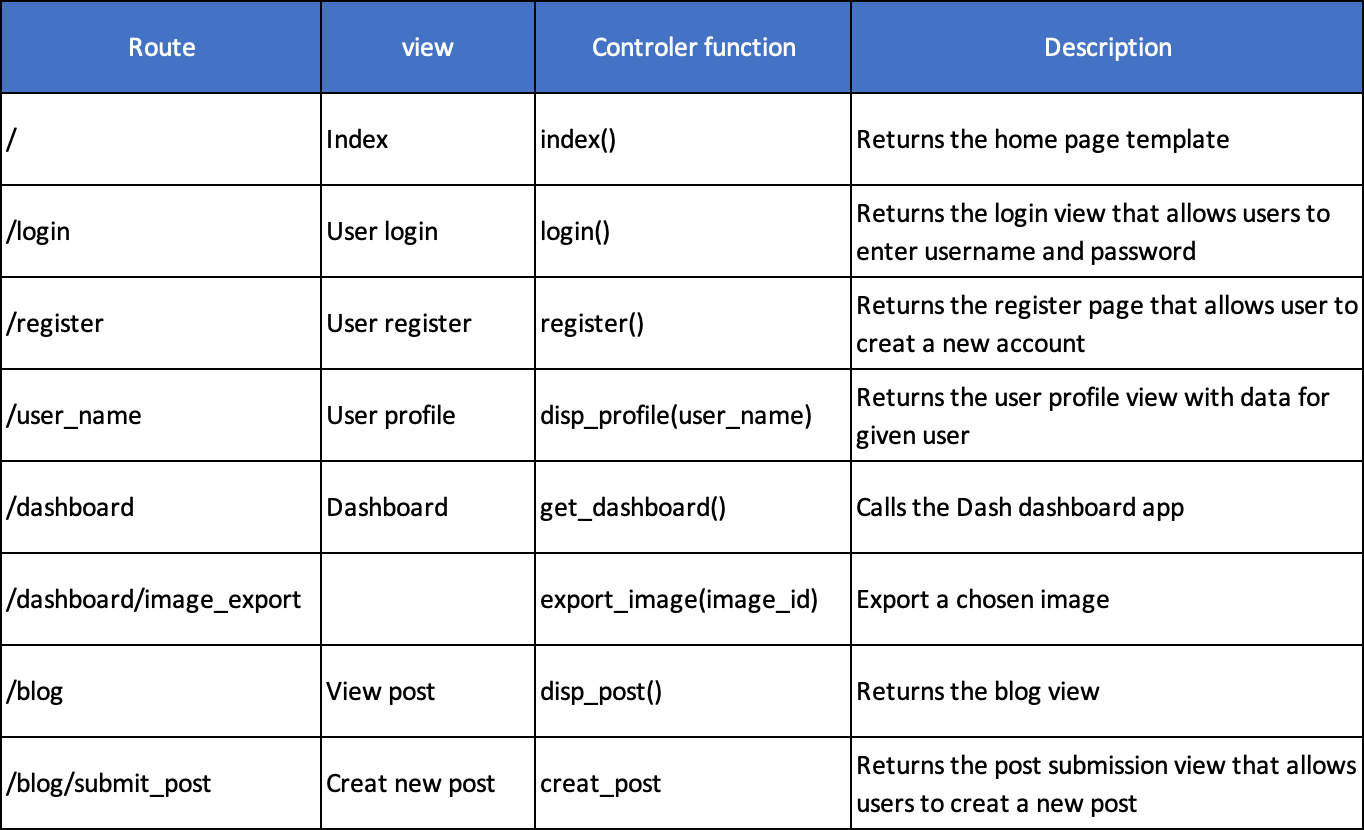 Route view Controler function Description
/ Index index() Returns the home page template
/login User login login() Returns the login view that allows users to
enter username and password
/register User register register() Returns the register page that allows user to
creat a new account
/user_name User profile disp_profile(user_name) Returns the user profile view with data for
given user
/dashboard Dashboard get_dashboard() Calls the Dash dashboard app
/dashboard/image_export export_image(image_id) Export a chosen image
/blog View post disp_post() Returns the blog view
/blog/submit_post Creat new post creat_post Returns the post submission view that allows
users to creat a new post